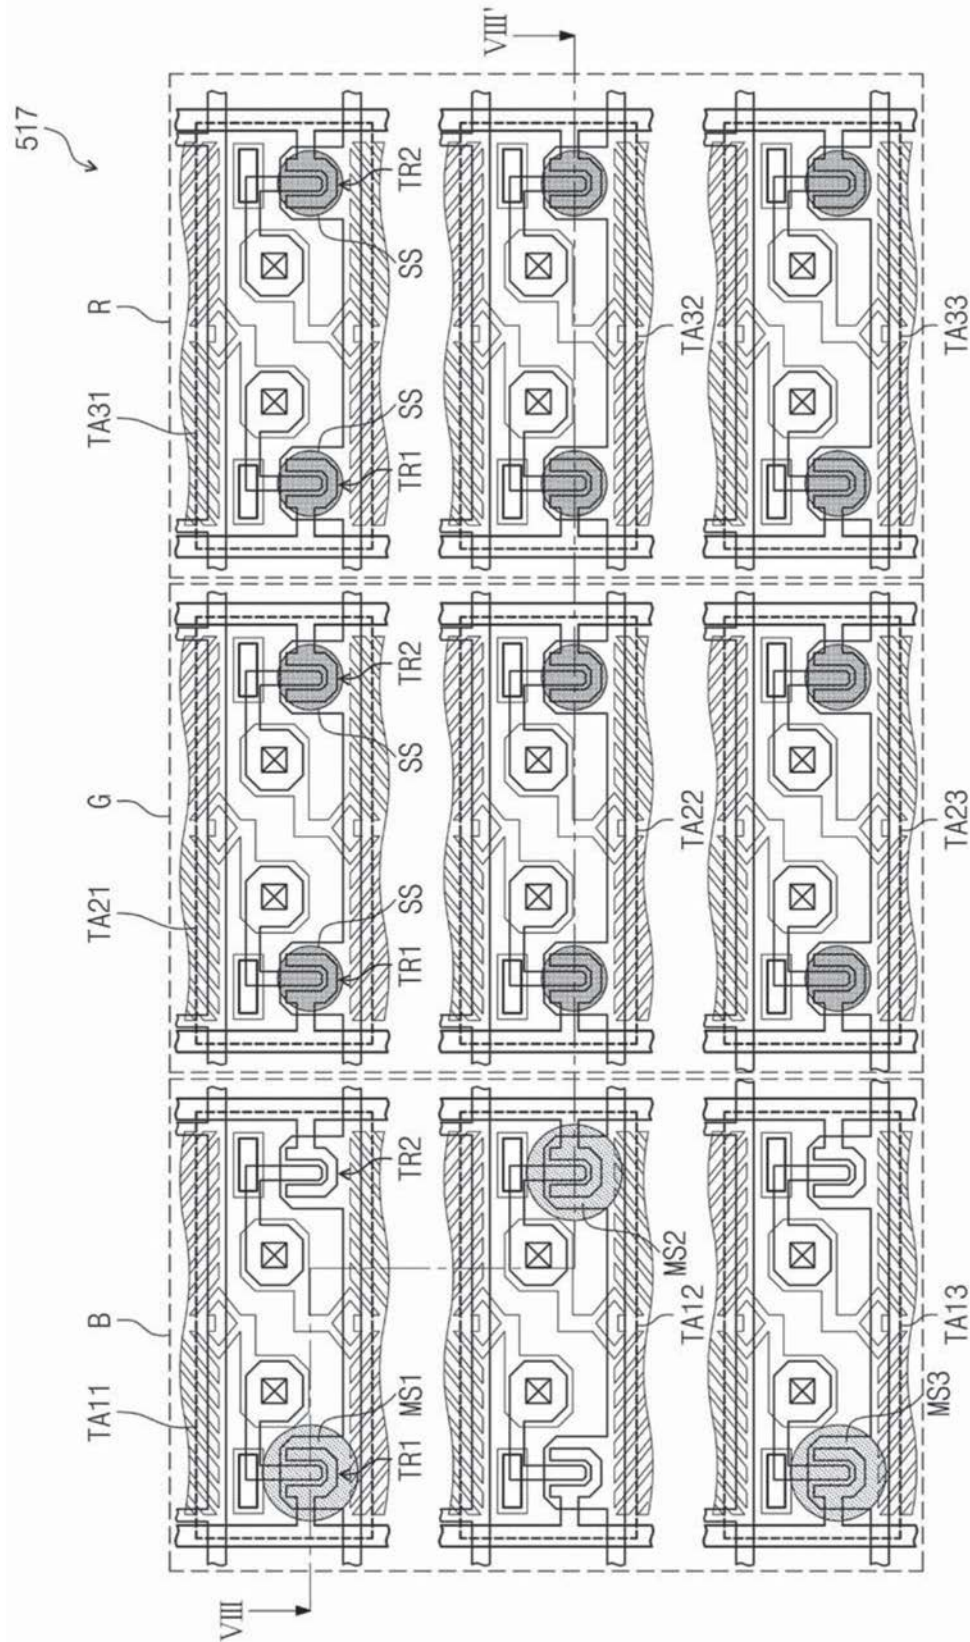 517
VIII'
R
TA31
TR2
SS
SS
TR1
TA32
TA33
G
TA21
TR2
SS
SS
TR1
TA22
TA23
B
TA11
TR2
MS1
TR1
MS2
TA12
TA13
MS3
VIII